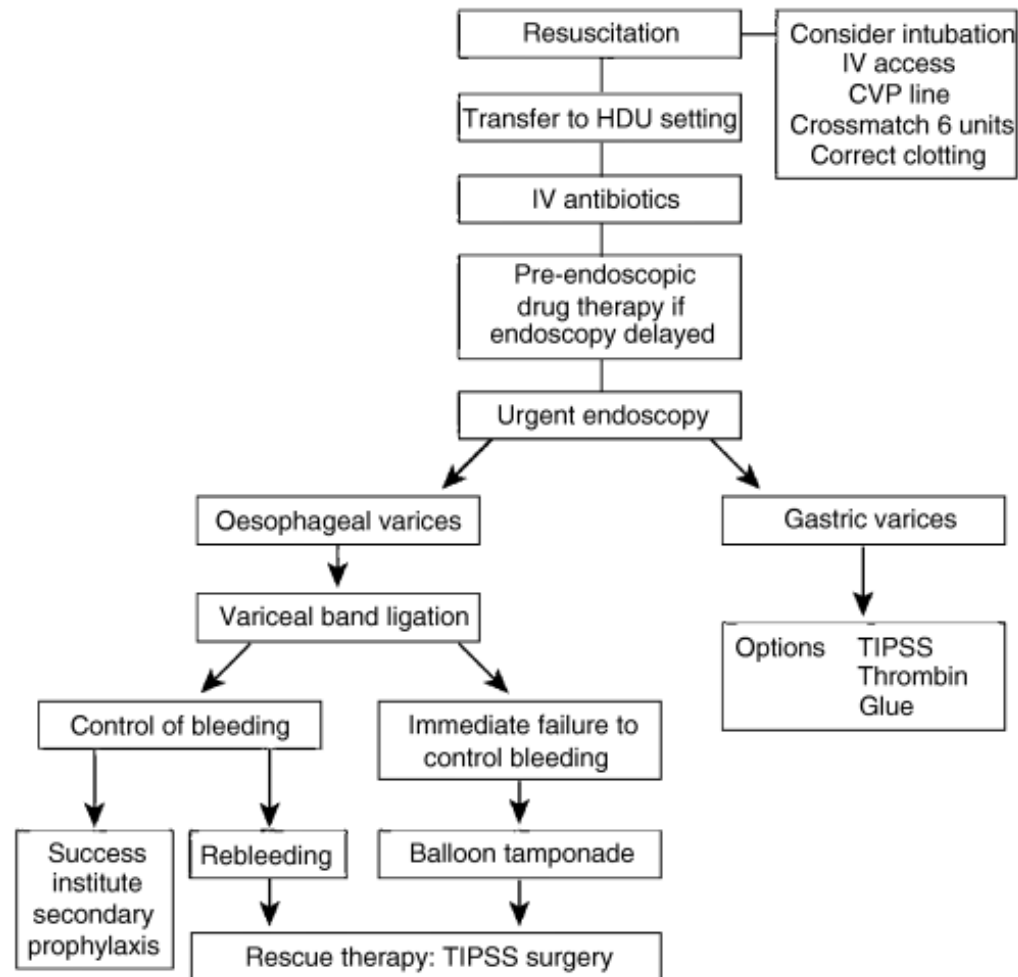 Resuscitation
Consider intubation
IV access
CVP line
Crossmatch 6 units
Correct clotting
Transfer to HDU setting
IV antibiotics
Pre-endoscopic
drug therapy if
endoscopy delayed
Urgent endoscopy
Oesophageal varices
Gastric varices
Variceal band ligation
Options TIPSS
Thrombin
Glue
Control of bleeding
Immediate failure to
control bleeding
Success
institute
secondary
prophylaxis
Rebleeding
Balloon tamponade
Rescue therapy: TIPSS surgery